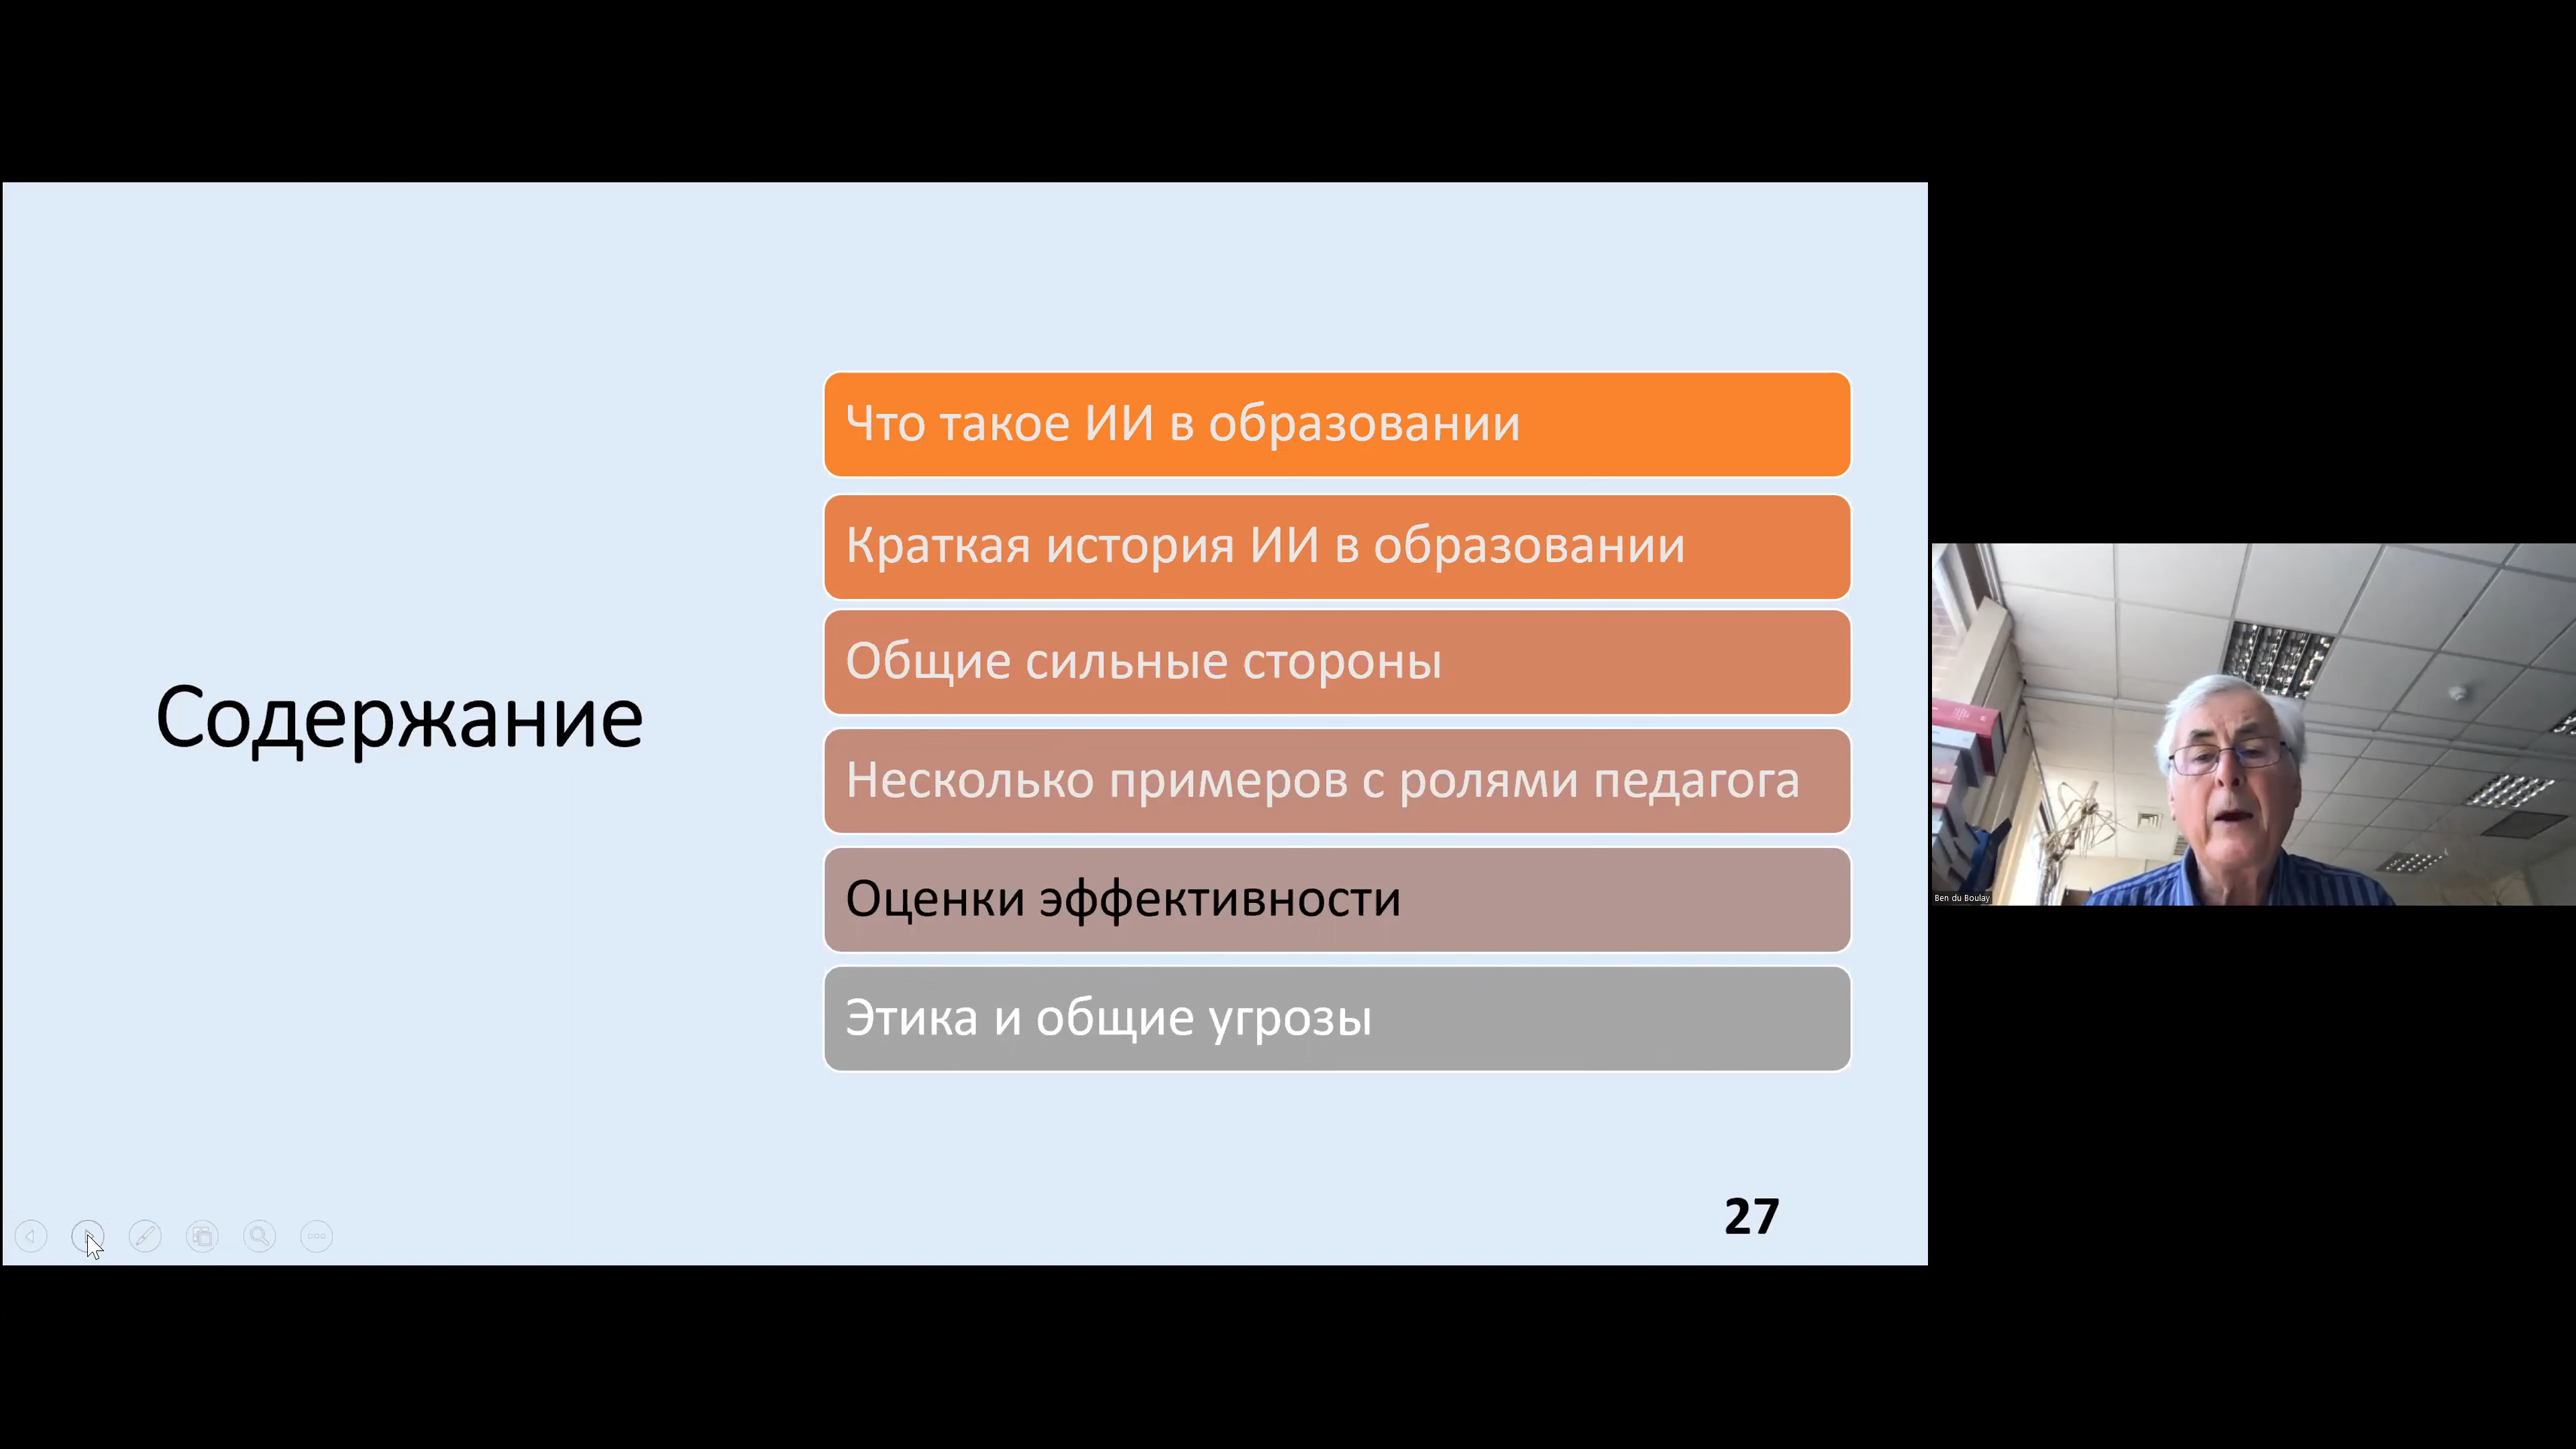 Содержание
Что такое ИИ в образовании
Краткая история ИИ в образовании
Общие сильные стороны
Несколько примеров с ролями педагога
Оценки эффективности
Этика и общие угрозы
27
Ben du Boulay